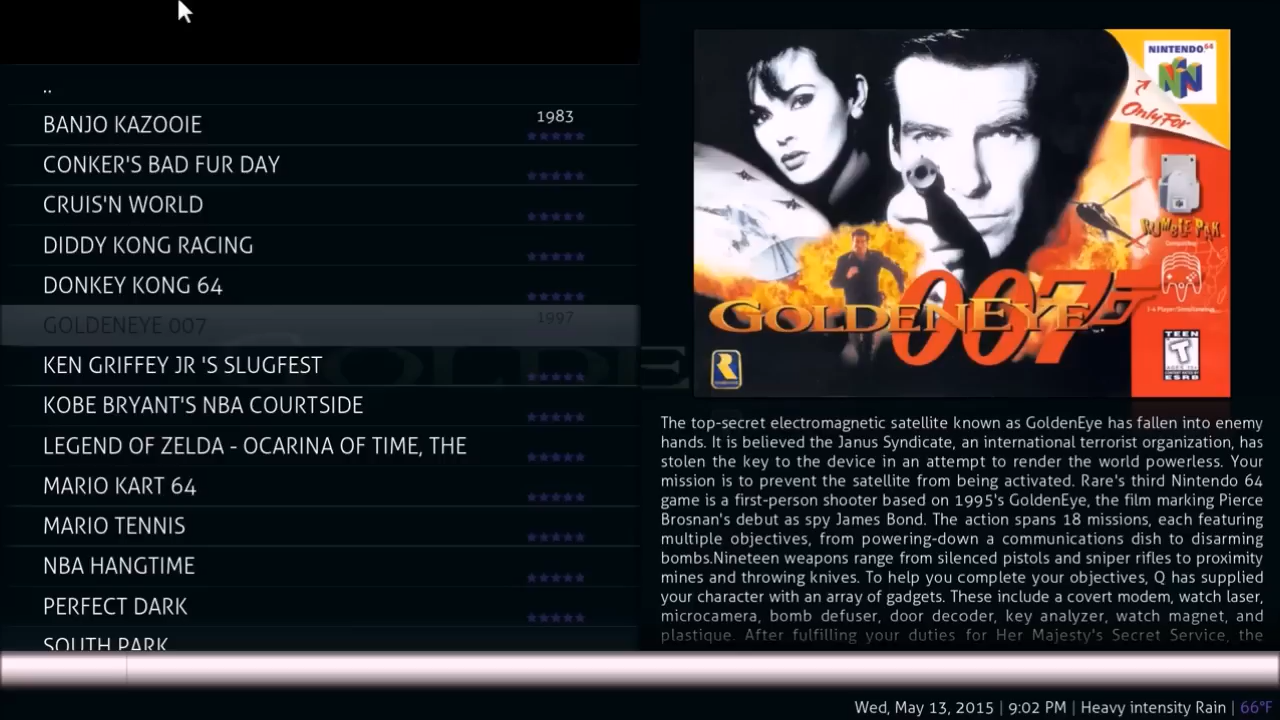 ..
BANJO KAZOOIE 1983
CONKER'S BAD FUR DAY
CRUIS'N WORLD
DIDDY KONG RACING
DONKEY KONG 64
GOLDENEYE 007 1997
KEN GRIFFEY JR 'S SLUGFEST
KOBE BRYANT'S NBA COURTSIDE
LEGEND OF ZELDA - OCARINA OF TIME, THE
MARIO KART 64
MARIO TENNIS
NBA HANGTIME
PERFECT DARK
SOUTH PARK
NINTENDO 64
Only For
RUMBLE PAK
GOLDENEYE 007
TEEN
T
ESRB
The top-secret electromagnetic satellite known as GoldenEye has fallen into enemy
hands. It is believed the Janus Syndicate, an international terrorist organization, has
stolen the key to the device in an attempt to render the world powerless. Your
mission is to prevent the satellite from being activated. Rare's third Nintendo 64
game is a first-person shooter based on 1995's GoldenEye, the film marking Pierce
Brosnan's debut as spy James Bond. The action spans 18 missions, each featuring
multiple objectives, from powering-down a communications dish to disarming
bombs.Nineteen weapons range from silenced pistols and sniper rifles to proximity
mines and throwing knives. To help you complete your objectives, Q has supplied
your character with an array of gadgets. These include a covert modem, watch laser,
microcamera, bomb defuser, door decoder, key analyzer, watch magnet, and
plastique. After fulfilling your duties for Her Majesty's Secret Service, the
Wed, May 13, 2015 | 9:02 PM | Heavy intensity Rain | 66°F